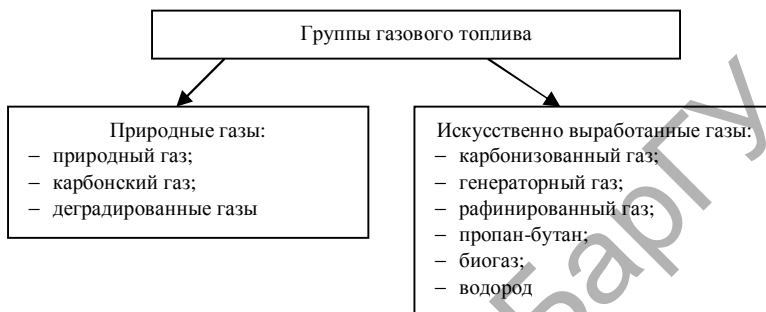 Группы газового топлива
Природные газы:
– природный газ;
– карбонский газ;
– деградированные газы
Искусственно выработанные газы:
– карбонизованный газ;
– генераторный газ;
– рафинированный газ;
– пропан-бутан;
– биогаз;
– водород
БарГУ